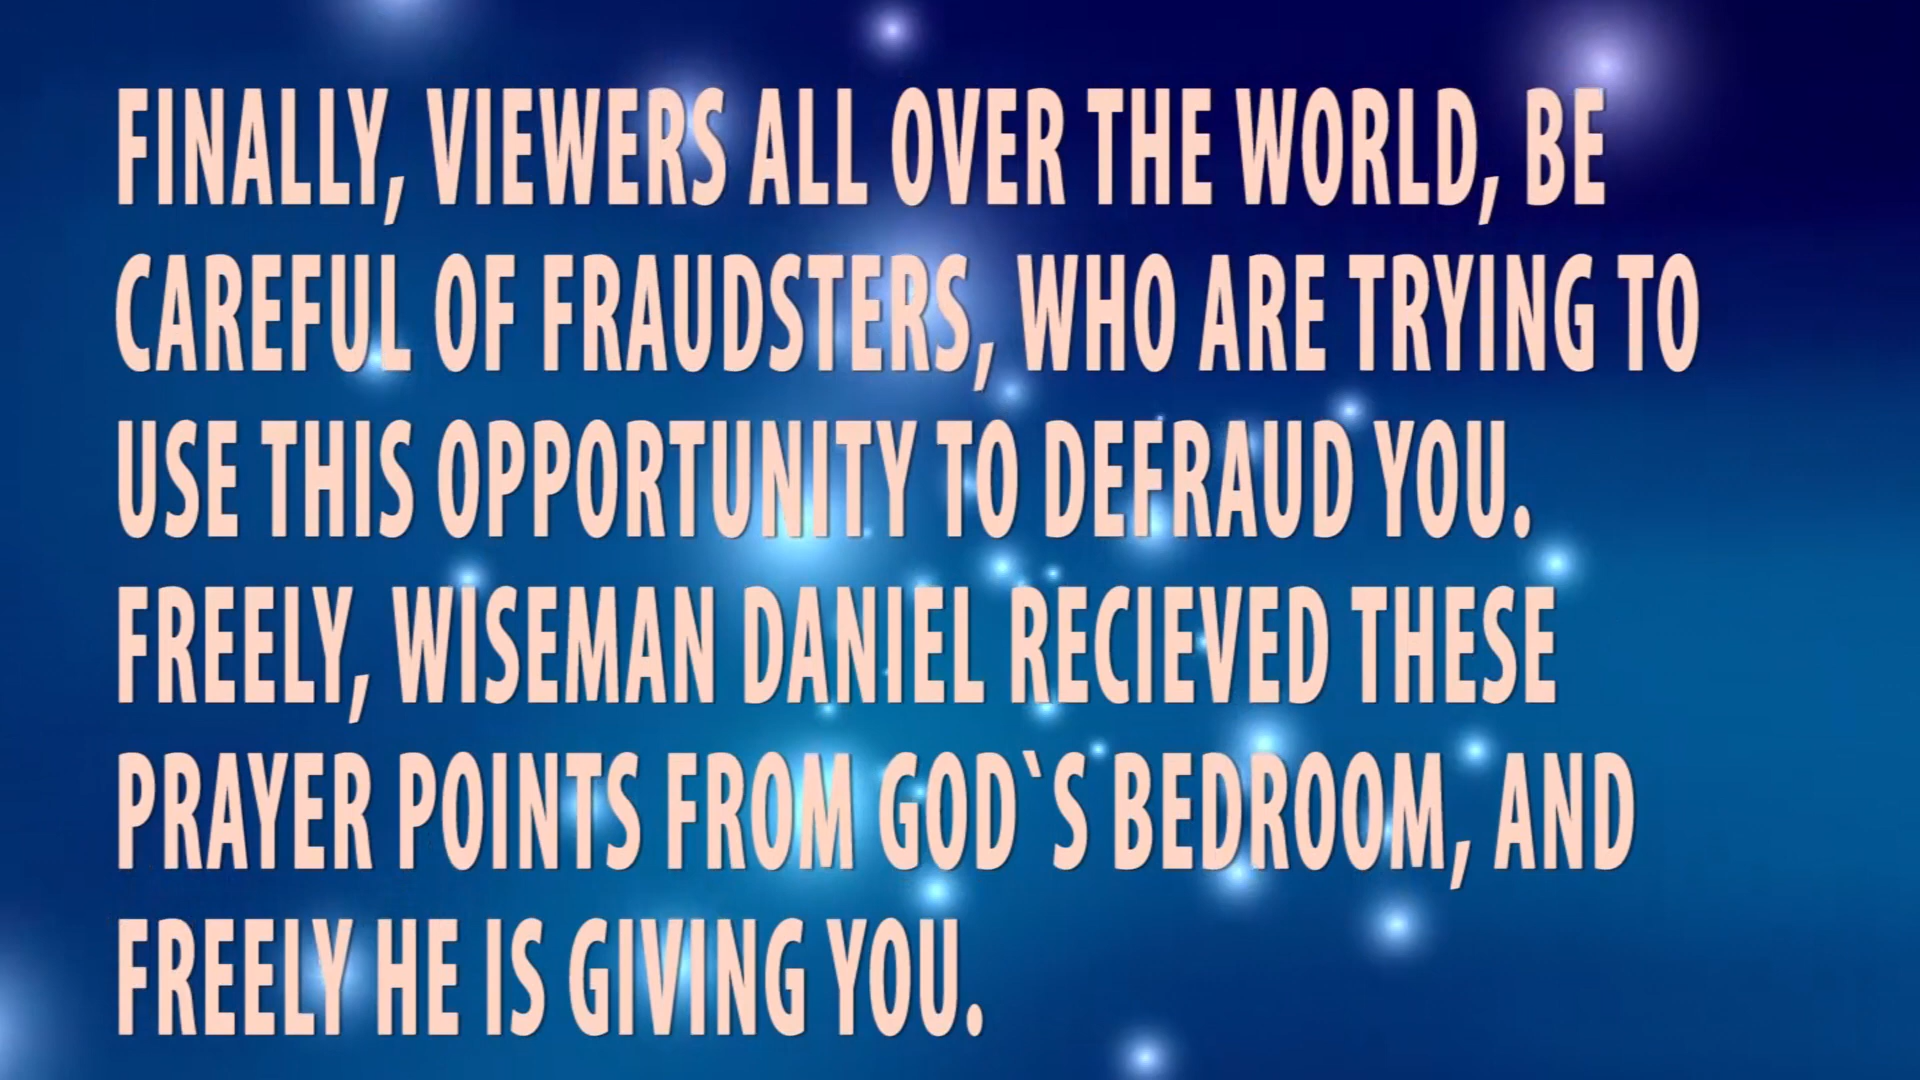 FINALLY, VIEWERS ALL OVER THE WORLD, BE
CAREFUL OF FRAUDSTERS, WHO ARE TRYING TO
USE THIS OPPORTUNITY TO DEFRAUD YOU.
FREELY, WISEMAN DANIEL RECIEVED THESE
PRAYER POINTS FROM GOD`S BEDROOM, AND
FREELY HE IS GIVING YOU.